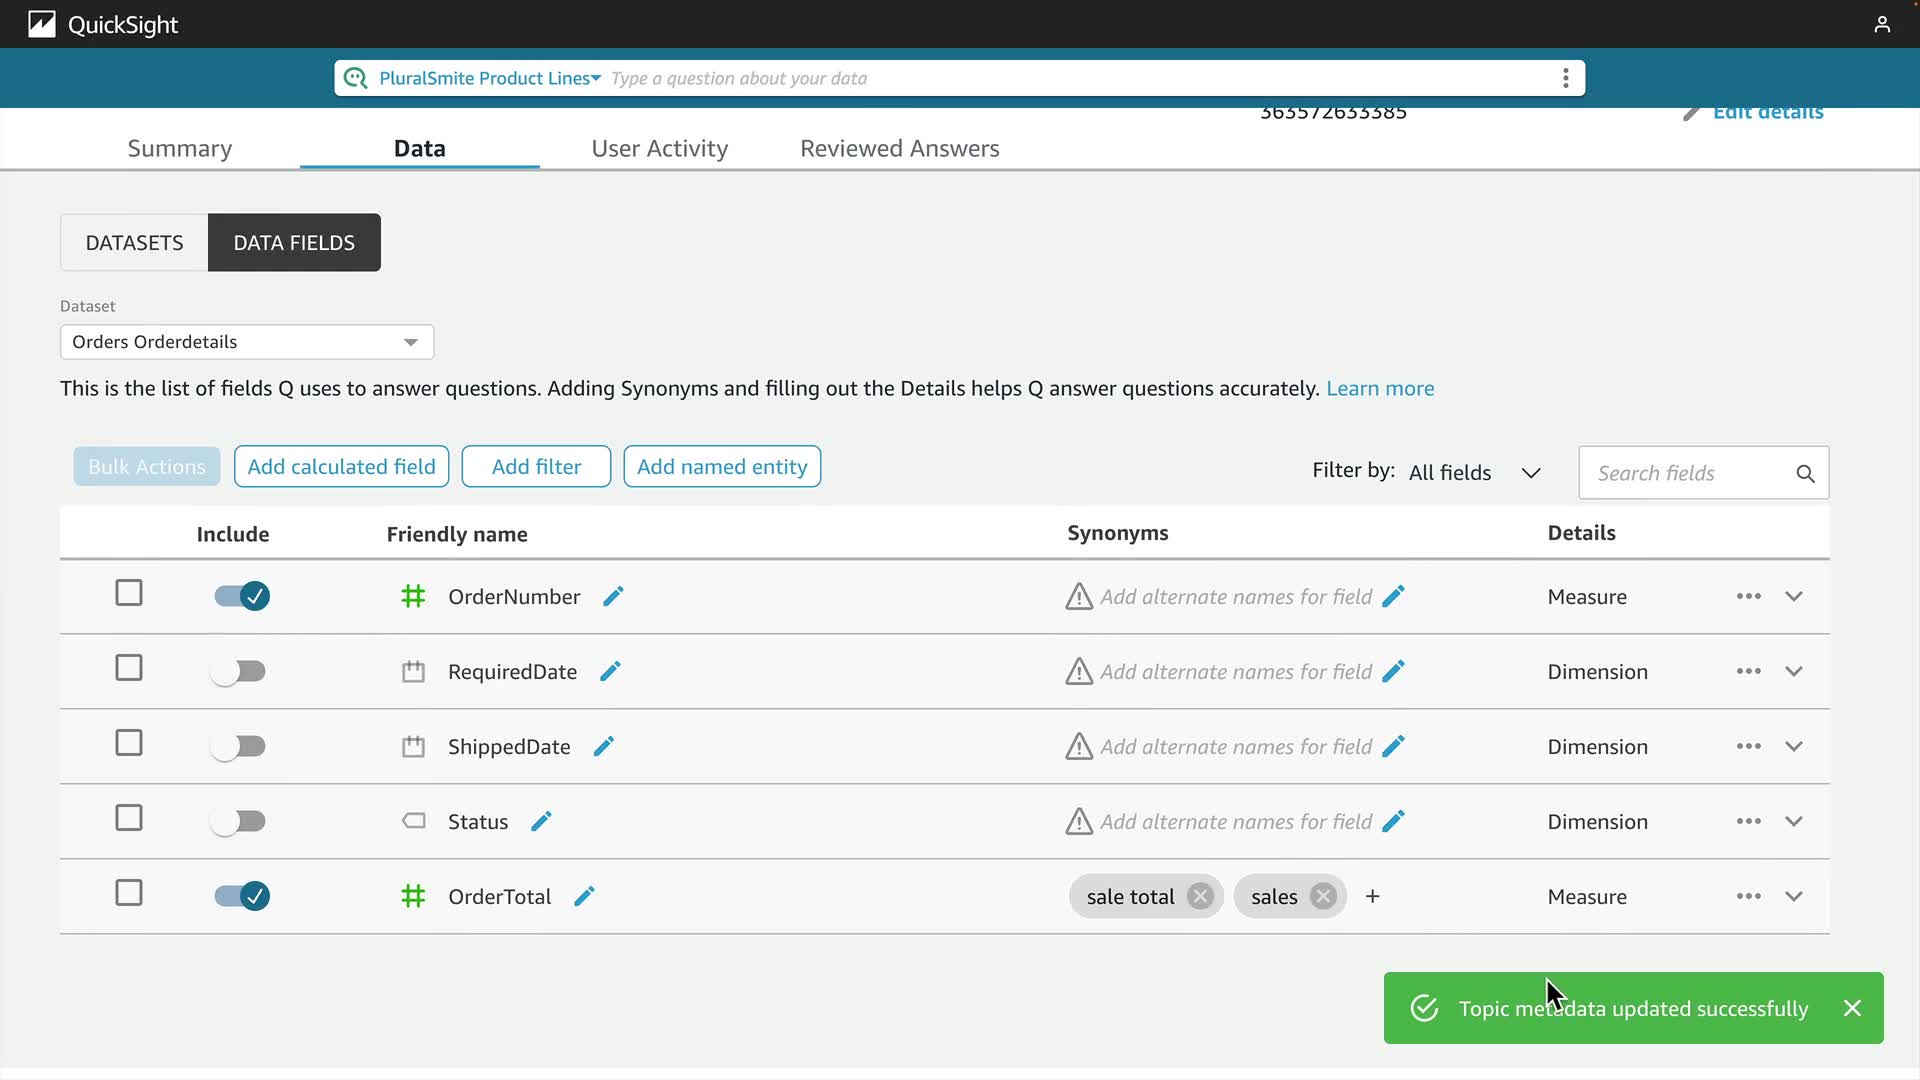 QuickSight
PluralSmite Product Lines Type a question about your data
363572633385
Edit details
Summary Data User Activity Reviewed Answers
DATASETS DATA FIELDS
Dataset
Orders Orderdetails
This is the list of fields Q uses to answer questions. Adding Synonyms and filling out the Details helps Q answer questions accurately. Learn more
Bulk Actions Add calculated field Add filter Add named entity Filter by: All fields Search fields
Include Friendly name Synonyms Details
OrderNumber Add alternate names for field Measure
RequiredDate Add alternate names for field Dimension
ShippedDate Add alternate names for field Dimension
Status Add alternate names for field Dimension
OrderTotal sale total sales + Measure
Topic metadata updated successfully